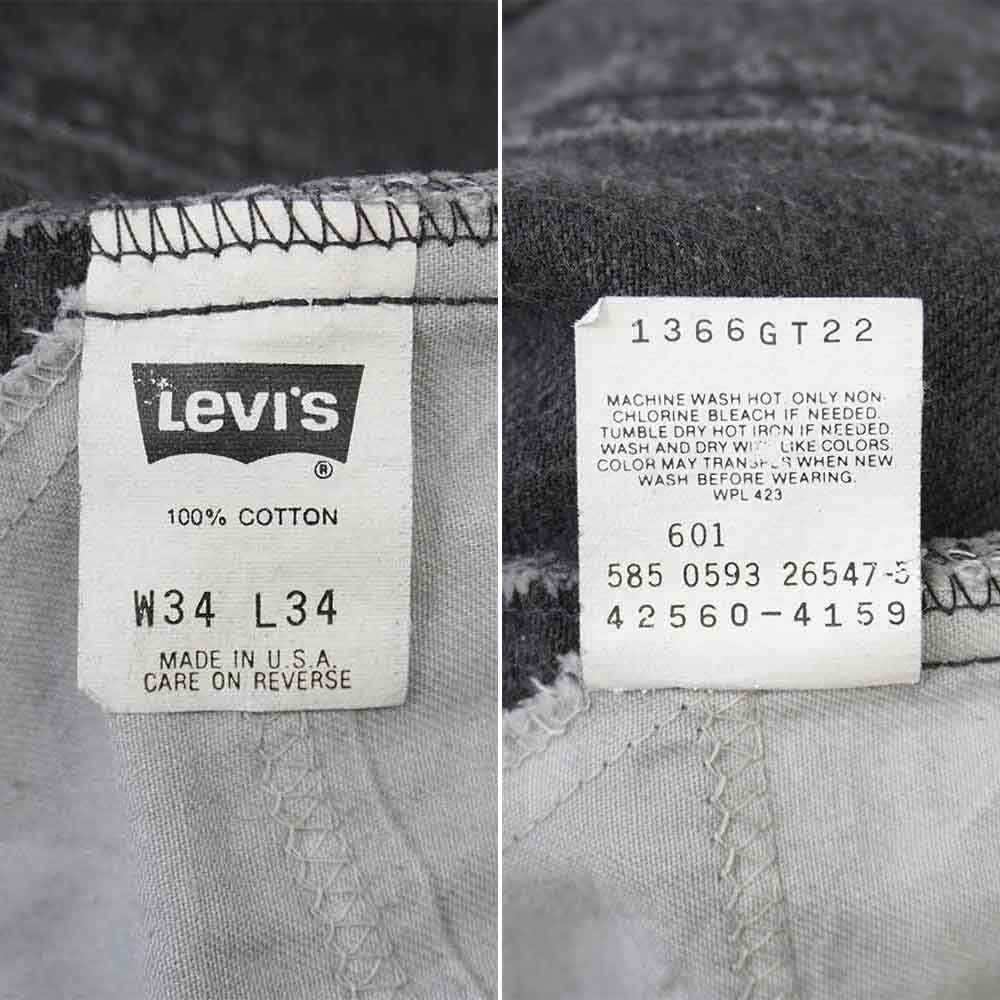 Levi's
®
100% COTTON
W34 L34
MADE IN U.S.A.
CARE ON REVERSE
1366GT22
MACHINE WASH HOT. ONLY NON-
CHLORINE BLEACH IF NEEDED.
TUMBLE DRY HOT IRON IF NEEDED.
WASH AND DRY WITH LIKE COLORS.
COLOR MAY TRANSFER WHEN NEW
WASH BEFORE WEARING.
WPL 423
601
585 0593 26547-5
42560-4159